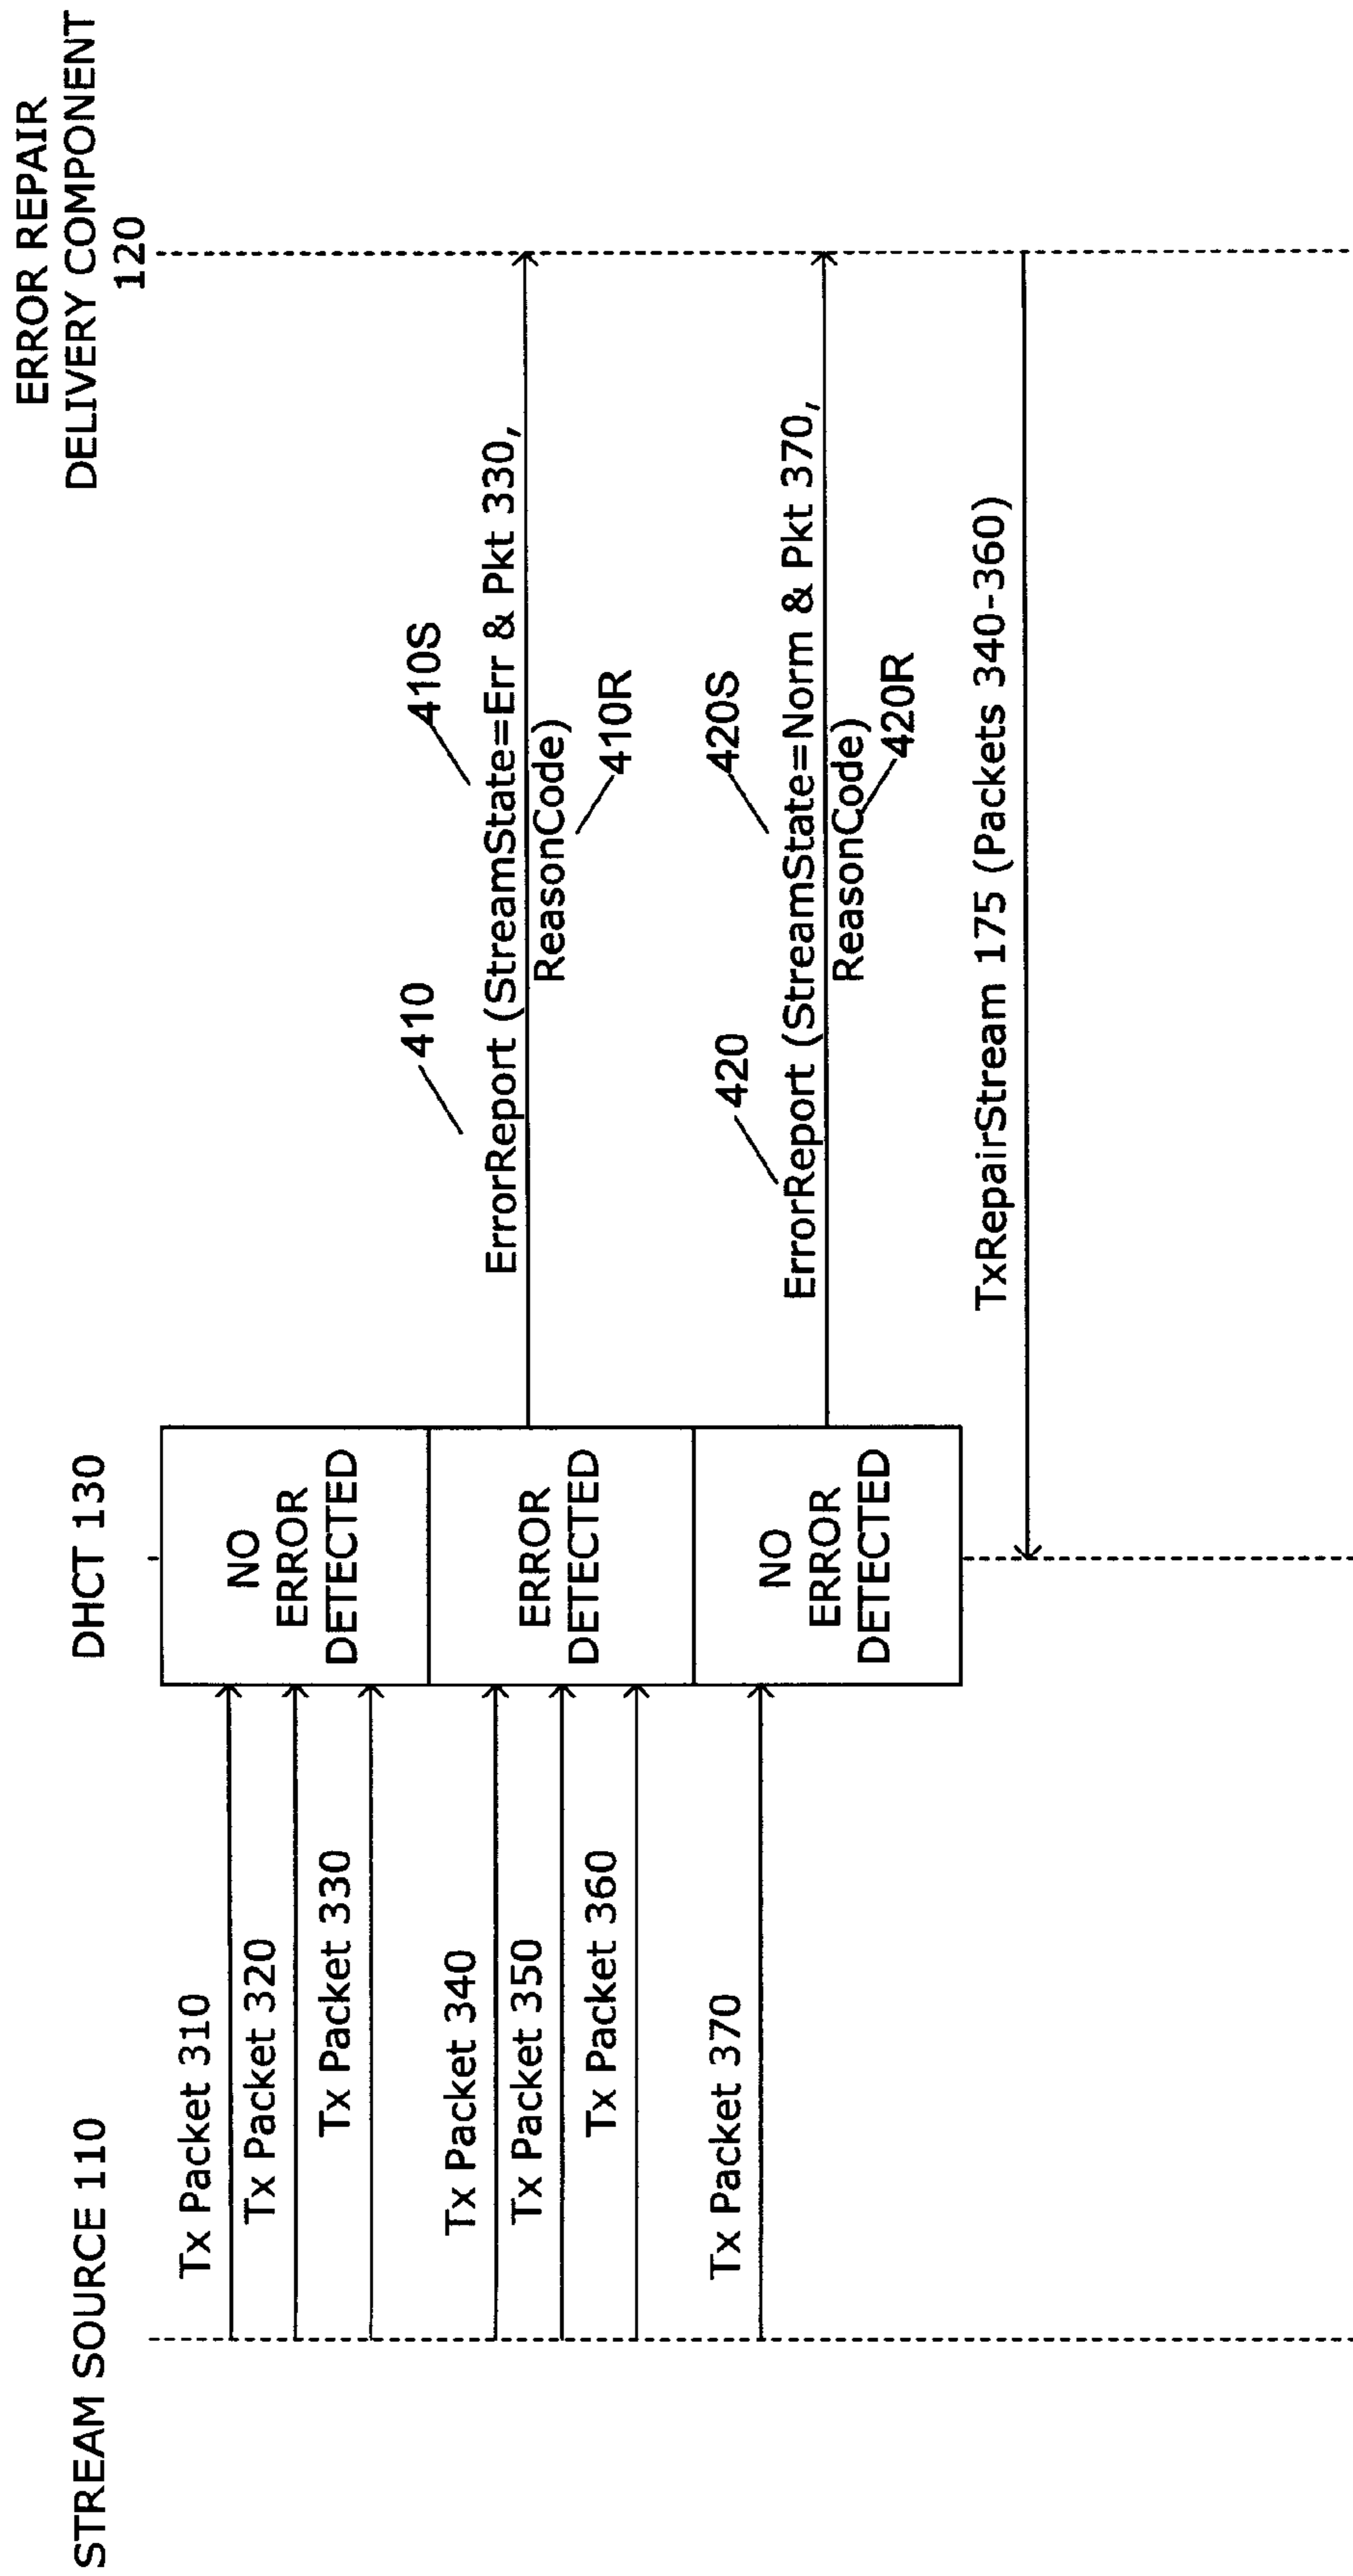 STREAM SOURCE 110
DHCT 130
ERROR REPAIR
DELIVERY COMPONENT
120
Tx Packet 310
Tx Packet 320
Tx Packet 330
NO
ERROR
DETECTED
Tx Packet 340
Tx Packet 350
Tx Packet 360
ERROR
DETECTED
410
410S
ErrorReport (StreamState=Err & Pkt 330,
ReasonCode)
410R
Tx Packet 370
NO
ERROR
DETECTED
420
420S
ErrorReport (StreamState=Norm & Pkt 370,
ReasonCode)
420R
TxRepairStream 175 (Packets 340-360)